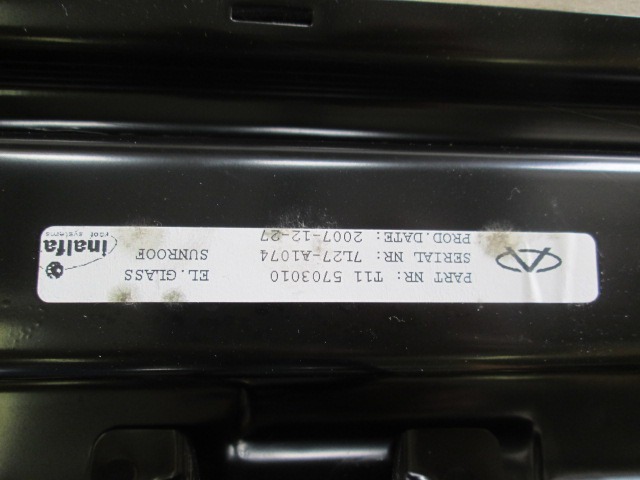 PART NR: T11 5703010 EL.GLASS
SERIAL NR: 7L27-A1074 SUNROOF
PROD.DATE: 2007-12-27
inalfa
roof systems